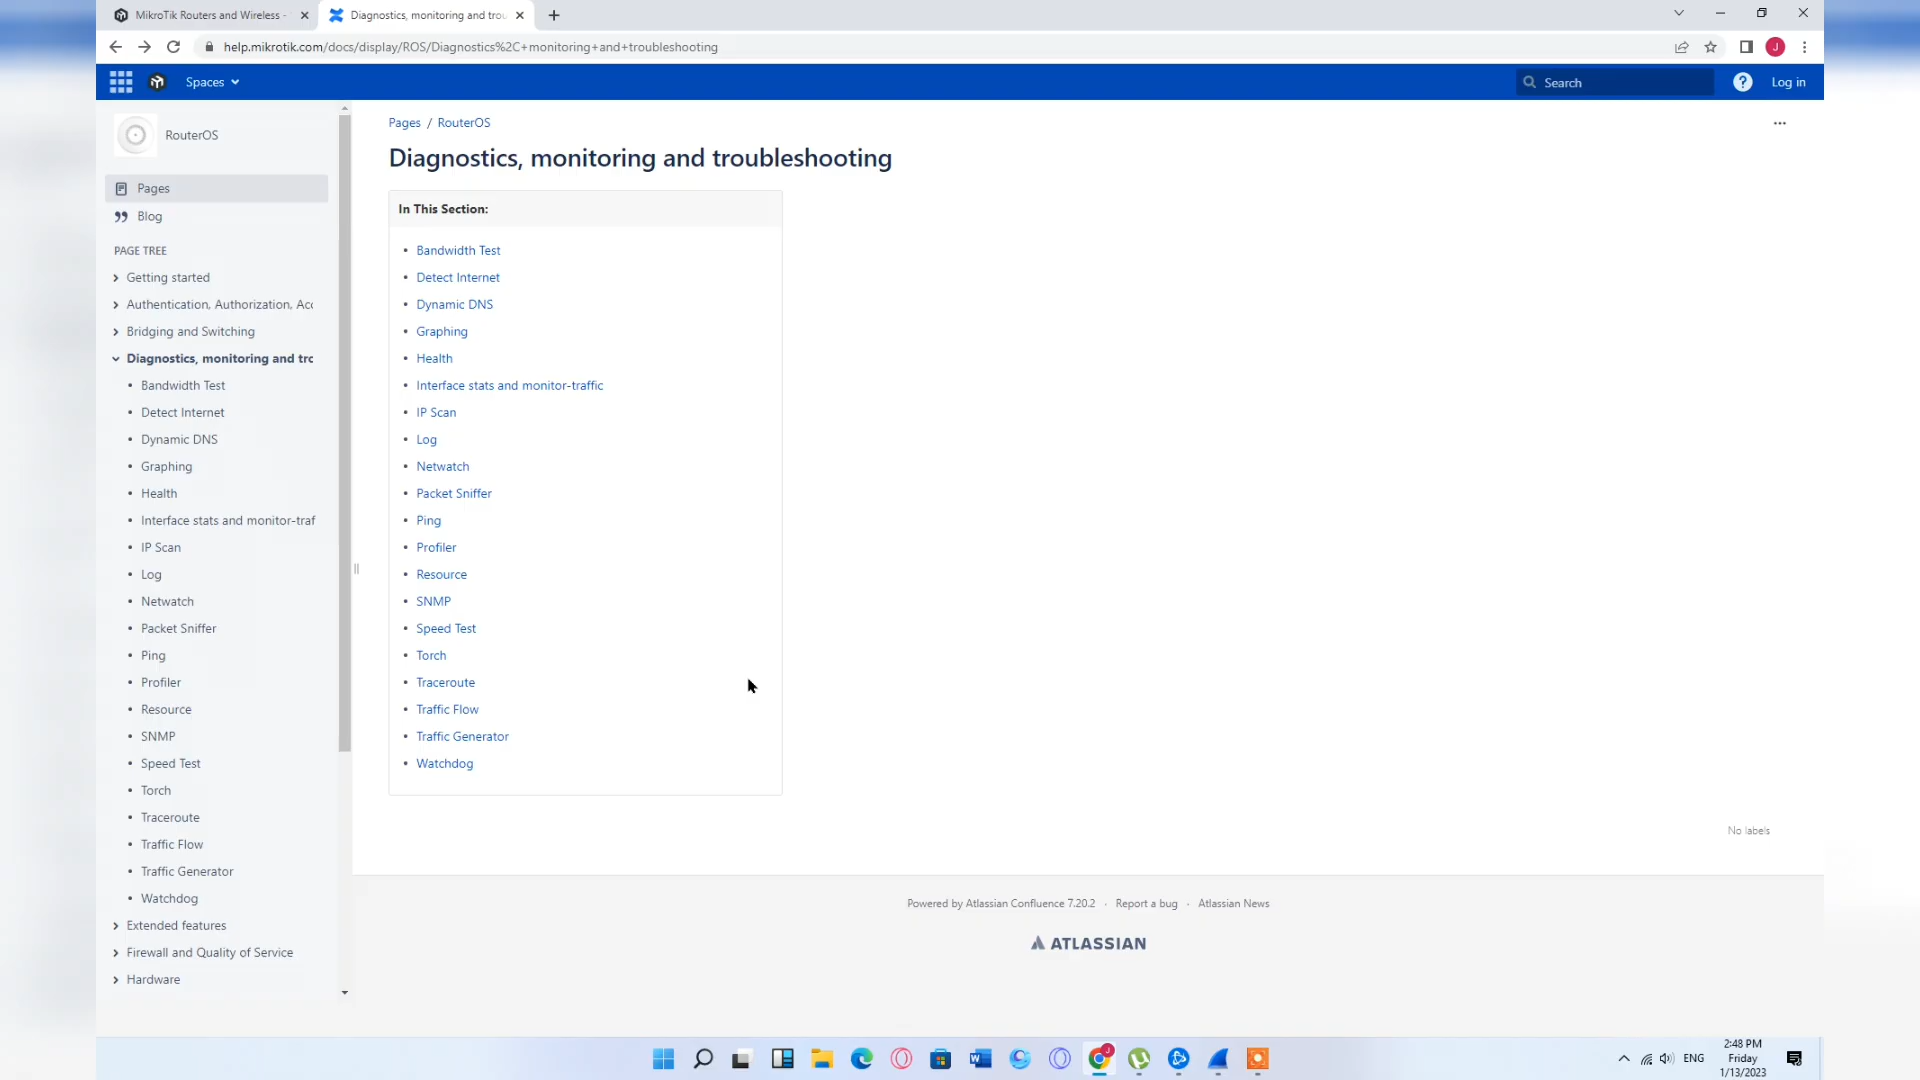 MikroTik Routers and Wireless -
Diagnostics, monitoring and trou
help.mikrotik.com/docs/display/ROS/Diagnostics%2C+monitoring+and+troubleshooting
J
Spaces
Search
Log in
RouterOS
Pages
Blog
PAGE TREE
Getting started
Authentication, Authorization, Acc
Bridging and Switching
Diagnostics, monitoring and trc
Bandwidth Test
Detect Internet
Dynamic DNS
Graphing
Health
Interface stats and monitor-traf
IP Scan
Log
Netwatch
Packet Sniffer
Ping
Profiler
Resource
SNMP
Speed Test
Torch
Traceroute
Traffic Flow
Traffic Generator
Watchdog
Extended features
Firewall and Quality of Service
Hardware
Pages / RouterOS
Diagnostics, monitoring and troubleshooting
In This Section:
Bandwidth Test
Detect Internet
Dynamic DNS
Graphing
Health
Interface stats and monitor-traffic
IP Scan
Log
Netwatch
Packet Sniffer
Ping
Profiler
Resource
SNMP
Speed Test
Torch
Traceroute
Traffic Flow
Traffic Generator
Watchdog
No labels
Powered by Atlassian Confluence 7.20.2 · Report a bug · Atlassian News
ATLASSIAN
ENG
2:48 PM
Friday
1/13/2023